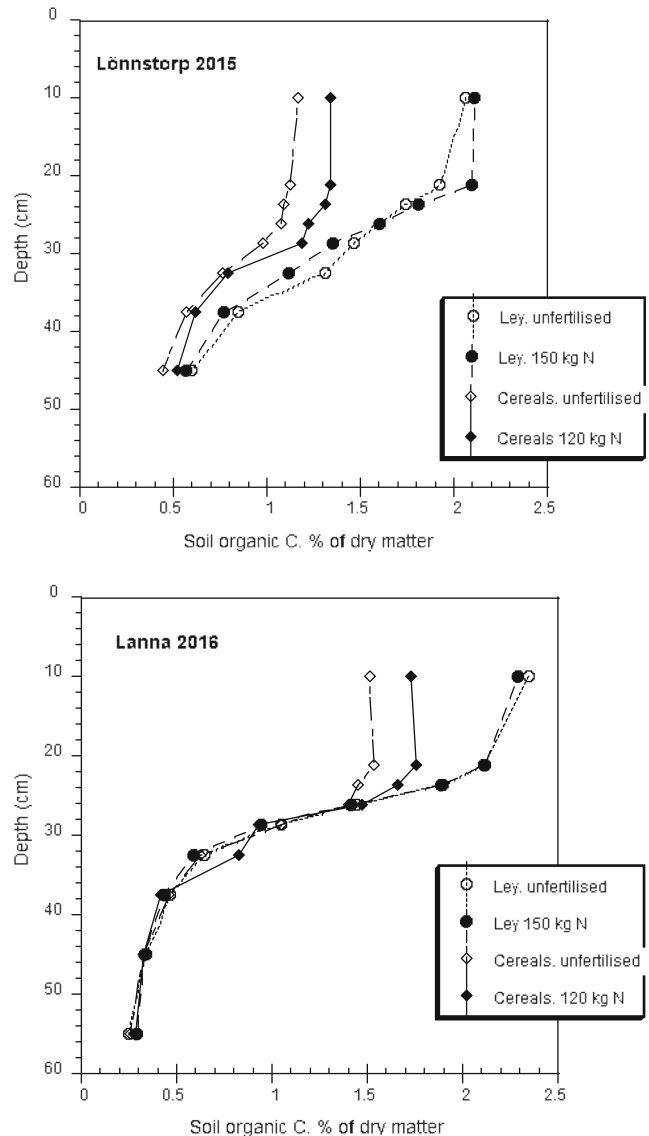 0
Lönnstorp 2015
10
20
Depth (cm)
30
40
50
60
Ley. unfertilised
Ley. 150 kg N
Cereals. unfertilised
Cereals 120 kg N
0 0.5 1 1.5 2 2.5
Soil organic C. % of dry matter
0
Lanna 2016
10
20
Depth (cm)
30
40
50
60
Ley. unfertilised
Ley 150 kg N
Cereals. unfertilised
Cereals. 120 kg N
0 0.5 1 1.5 2 2.5
Soil organic C. % of dry matter